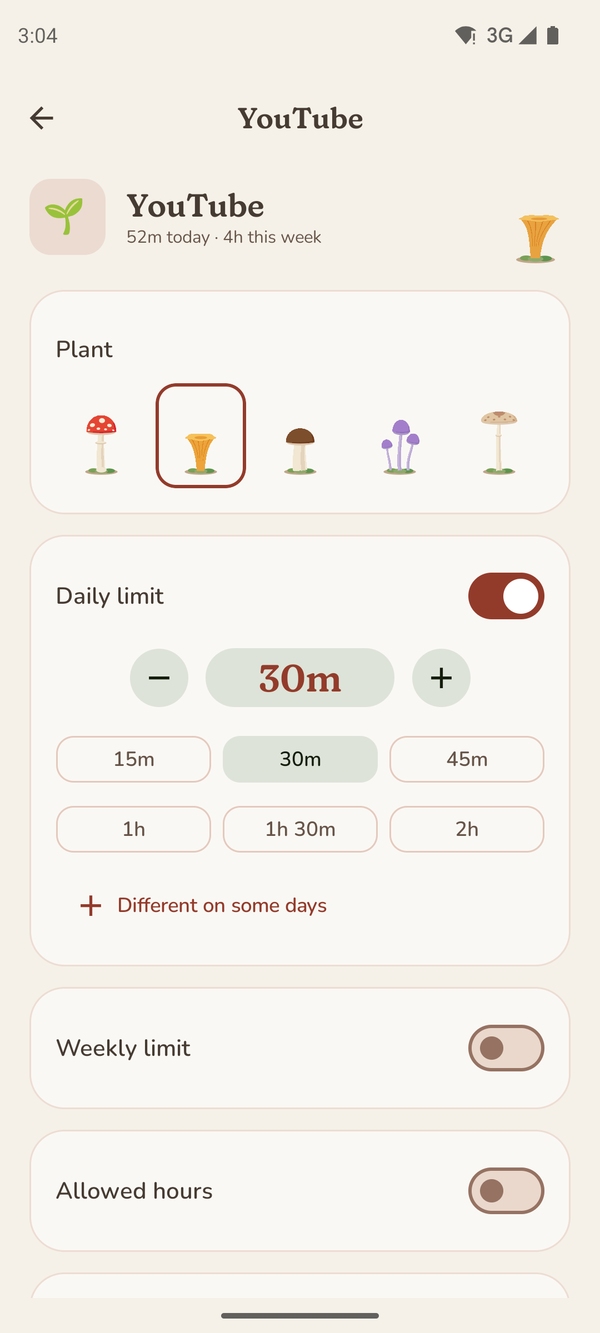 3:04
3G
YouTube
YouTube
52m today · 4h this week
Plant
Daily limit
30m
15m
30m
45m
1h
1h 30m
2h
Different on some days
Weekly limit
Allowed hours